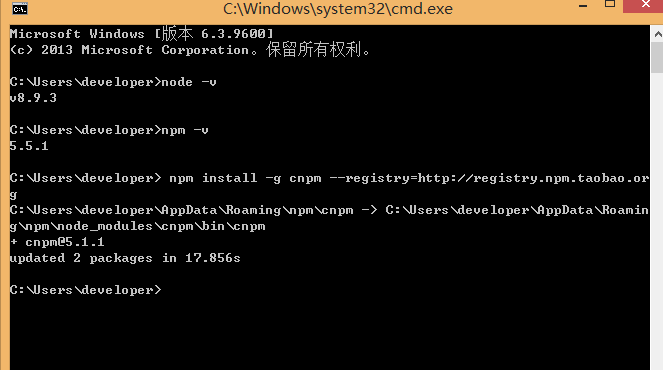 C:\Windows\system32\cmd.exe
Microsoft Windows [版本 6.3.9600]
(c) 2013 Microsoft Corporation。保留所有权利。
C:\Users\developer>node -v
v8.9.3
C:\Users\developer>npm -v
5.5.1
C:\Users\developer> npm install -g cnpm --registry=http://registry.npm.taobao.or
g
C:\Users\developer\AppData\Roaming\npm\cnpm -> C:\Users\developer\AppData\Roamin
g\npm\node_modules\cnpm\bin\cnpm
+ cnpm@5.1.1
updated 2 packages in 17.856s
C:\Users\developer>